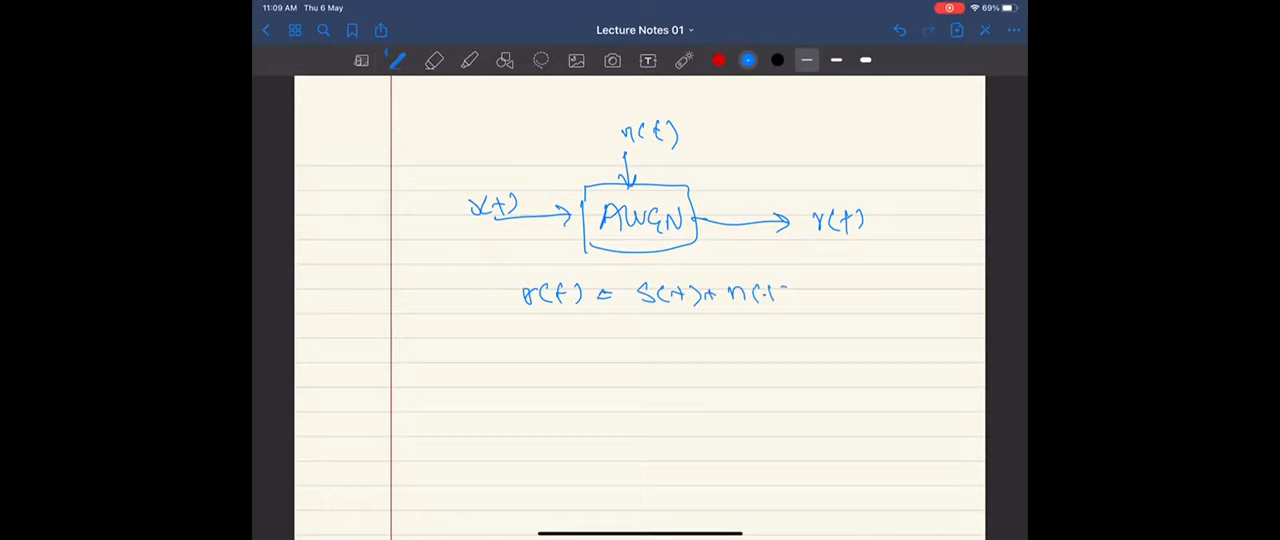 11:09 AM Thu 6 May
69%
Lecture Notes 01
T
n(t)
s(t)
AWGN
r(t)
r(t) = s(t) + n(t